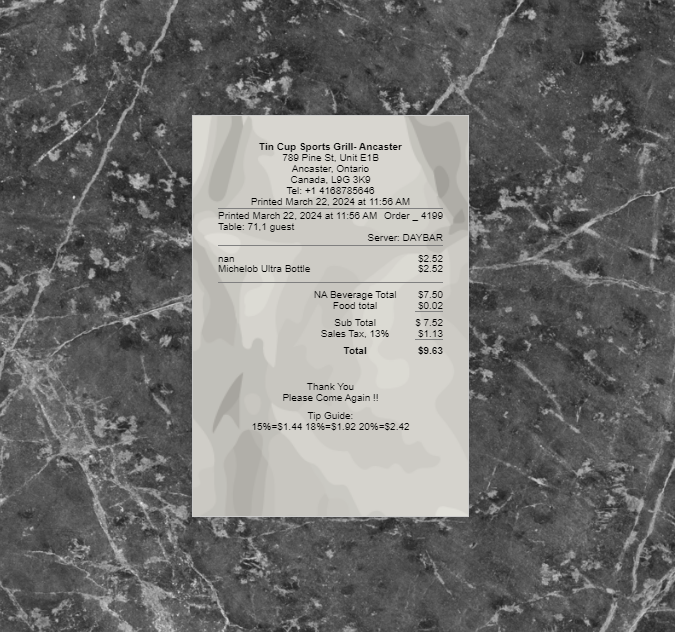 Tin Cup Sports Grill- Ancaster
789 Pine St, Unit E1B
Ancaster, Ontario
Canada, L9G 3K9
Tel: +1 4168785646
Printed March 22, 2024 at 11:56 AM
Printed March 22, 2024 at 11:56 AM Order _ 4199
Table: 71,1 guest
Server: DAYBAR
nan $2.52
Michelob Ultra Bottle $2.52
NA Beverage Total $7.50
Food total $0.02
Sub Total $ 7.52
Sales Tax, 13% $1.13
Total $9.63
Thank You
Please Come Again !!
Tip Guide:
15%=$1.44 18%=$1.92 20%=$2.42